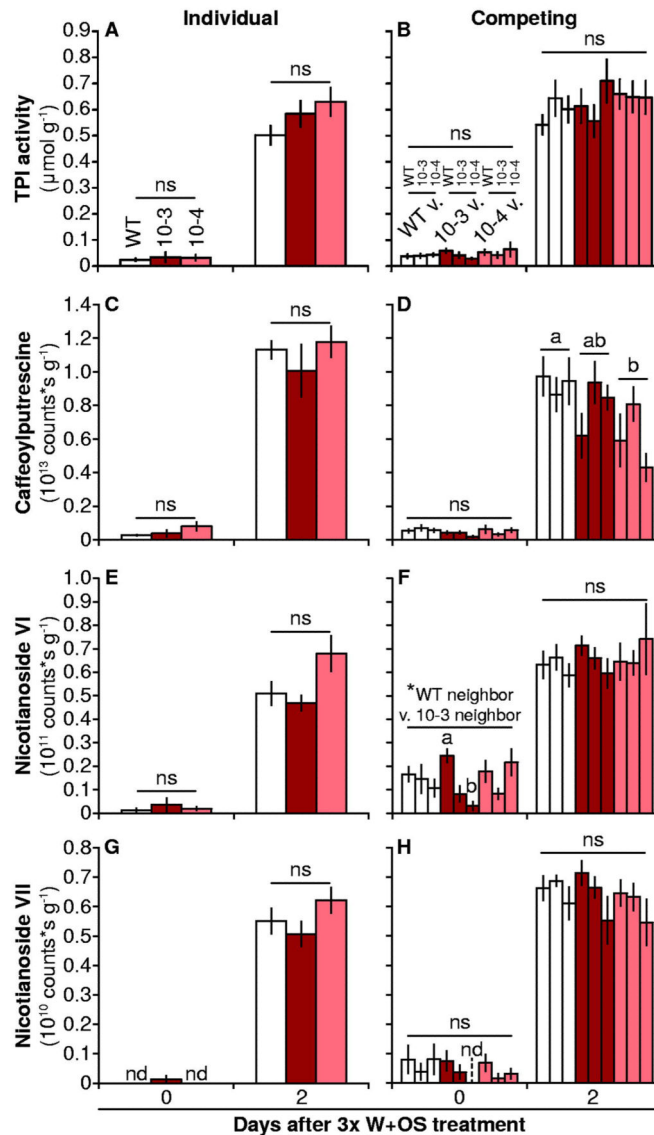 Individual
Competing
A
TPI activity
(µmol g⁻¹)
0.9
0.8
0.7
0.6
0.5
0.4
0.3
0.2
0.1
0
ns
WT
10-3
10-4
ns
B
ns
WT
10-3
10-4
WT
10-3
10-4
WT
10-3
10-4
WT v.
10-3 v.
10-4 v.
ns
C
Caffeoylputrescine
(10¹³ counts*s g⁻¹)
1.4
1.2
1.0
0.8
0.6
0.4
0.2
0
ns
ns
D
ns
a
ab
b
E
Nicotianoside VI
(10¹¹ counts*s g⁻¹)
1.0
0.9
0.8
0.7
0.6
0.5
0.4
0.3
0.2
0.1
0
ns
ns
F
*WT neighbor
v. 10-3 neighbor
a
b
ns
G
Nicotianoside VII
(10¹⁰ counts*s g⁻¹)
0.8
0.7
0.6
0.5
0.4
0.3
0.2
0.1
0
nd
nd
ns
H
ns
nd
ns
0
2
0
2
Days after 3x W+OS treatment